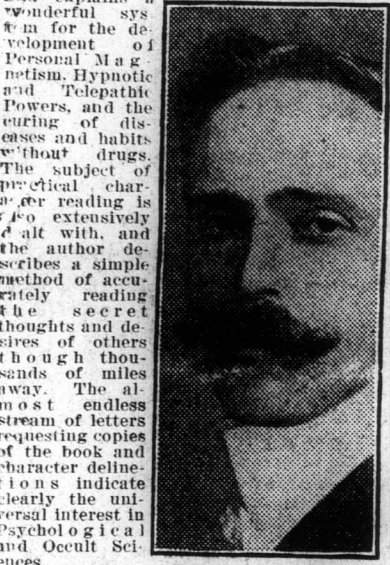 explains a
wonderful sys
tem for the de-
velopment of
Personal Mag-
netism, Hypnotic
and Telepathic
Powers, and the
curing of dis-
eases and habits
without drugs.
The subject of
practical char-
acter reading is
also extensively
dealt with, and
the author de-
scribes a simple
method of accu-
rately reading
the secret
thoughts and de-
sires of others
though thou-
sands of miles
away. The al-
most endless
stream of letters
requesting copies
of the book and
character deline-
ations indicate
clearly the uni-
versal interest in
Psychological
and Occult Sci-
ences.